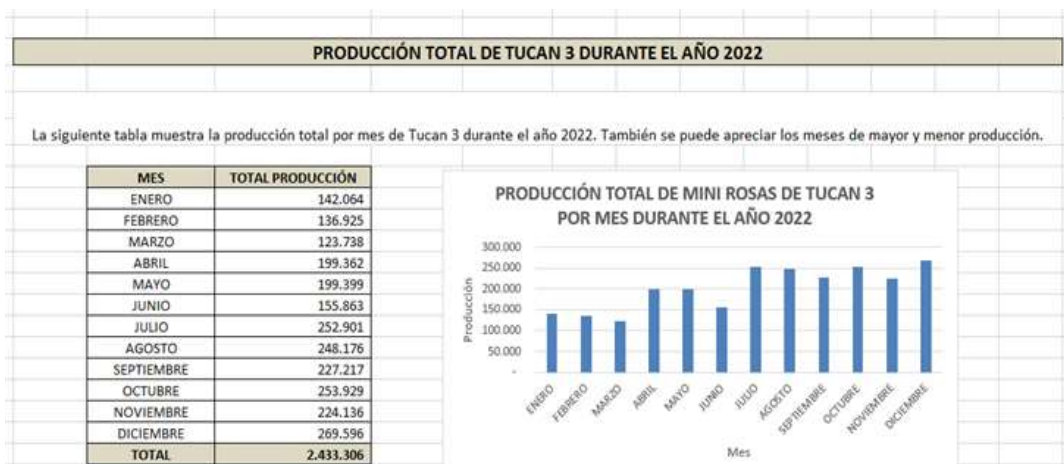 PRODUCCIÓN TOTAL DE TUCAN 3 DURANTE EL AÑO 2022
La siguiente tabla muestra la producción total por mes de Tucan 3 durante el año 2022. También se puede apreciar los meses de mayor y menor producción.
MES TOTAL PRODUCCIÓN
ENERO 142.064
FEBRERO 136.925
MARZO 123.738
ABRIL 199.362
MAYO 199.399
JUNIO 155.863
JULIO 252.901
AGOSTO 248.176
SEPTIEMBRE 227.217
OCTUBRE 253.929
NOVIEMBRE 224.136
DICIEMBRE 269.596
TOTAL 2.433.306
PRODUCCIÓN TOTAL DE MINI ROSAS DE TUCAN 3
POR MES DURANTE EL AÑO 2022
Producción
300.000
250.000
200.000
150.000
100.000
50.000
-
ENERO
FEBRERO
MARZO
ABRIL
MAYO
JUNIO
JULIO
AGOSTO
SEPTIEMBRE
OCTUBRE
NOVIEMBRE
DICIEMBRE
Mes